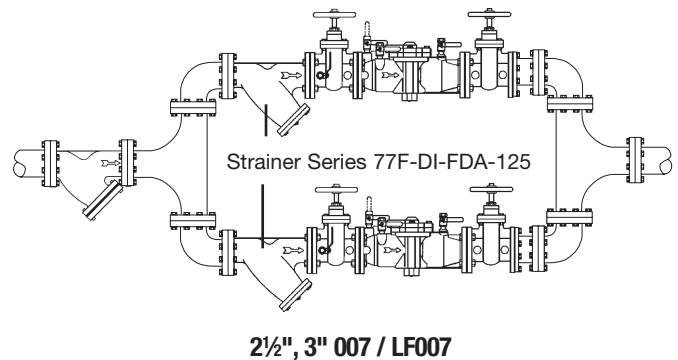 Strainer Series 77F-DI-FDA-125
2½", 3" 007 / LF007